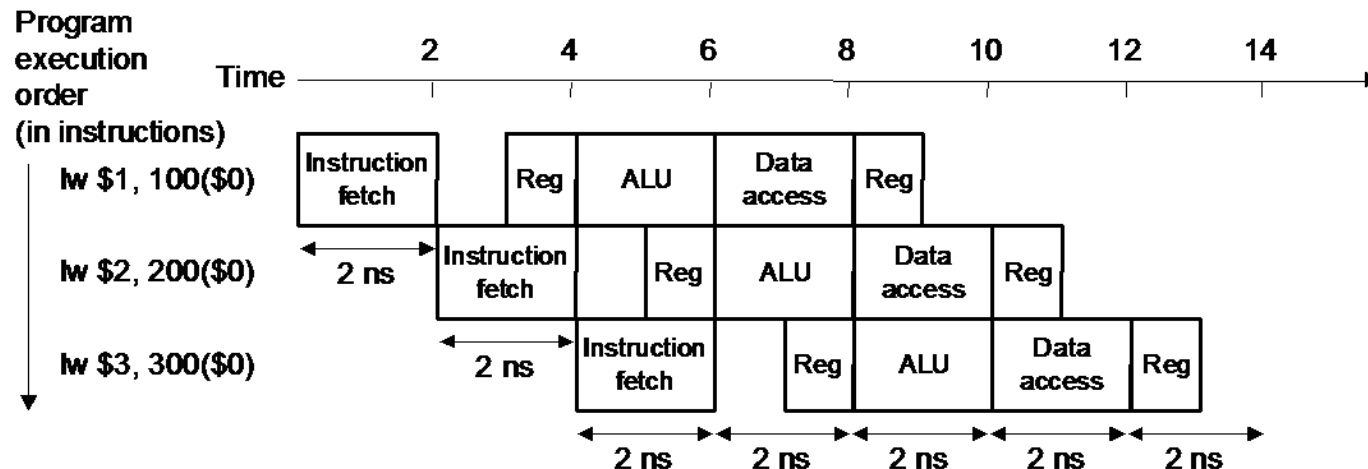 Program
execution
order
(in instructions)
Time
2 4 6 8 10 12 14
lw $1, 100($0)
Instruction
fetch
Reg
ALU
Data
access
Reg
2 ns
lw $2, 200($0)
Instruction
fetch
Reg
ALU
Data
access
Reg
2 ns
lw $3, 300($0)
Instruction
fetch
Reg
ALU
Data
access
Reg
2 ns 2 ns 2 ns 2 ns 2 ns